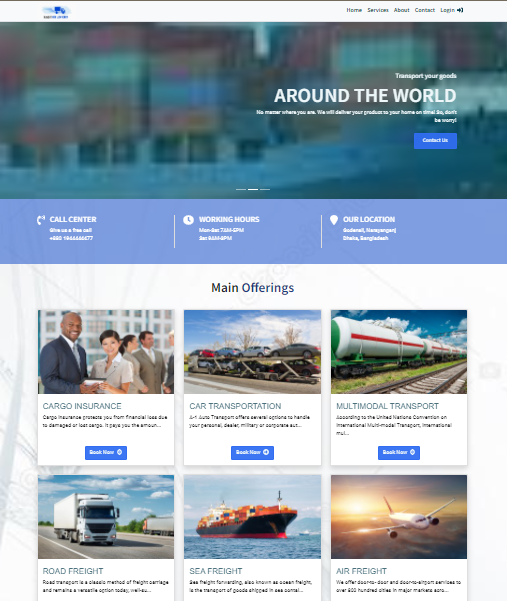 Home Services About Contact Login
Transport your goods
AROUND THE WORLD
No matter where you are. We will deliver your product to your home on time! So, don't
be worry!
Contact Us
CALL CENTER
Give us a free call
WORKING HOURS
Mon-Sat 7AM-5PM
Sat 8AM-3PM
OUR LOCATION
Godenail, Narayanganj
Dhaka, Bangladesh
Main Offerings
CARGO INSURANCE
Cargo insurance protects you from financial loss due
to damaged or lost cargo. It pays you the amoun...
Book Now
CAR TRANSPORTATION
A-1 Auto Transport offers several options to handle
your personal, dealer, military or corporate aut...
Book Now
MULTIMODAL TRANSPORT
According to the United Nations Convention on
International Multi-modal Transport, international
mul...
Book Now
ROAD FREIGHT
Road transport is a classic method of freight carriage
and remains a versatile option today, well-su...
SEA FREIGHT
Sea freight forwarding, also known as ocean freight,
is the transport of goods shipped in sea contai...
AIR FREIGHT
We offer door-to-door and door-to-airport services to
over 200 hundred cities in major markets acro...